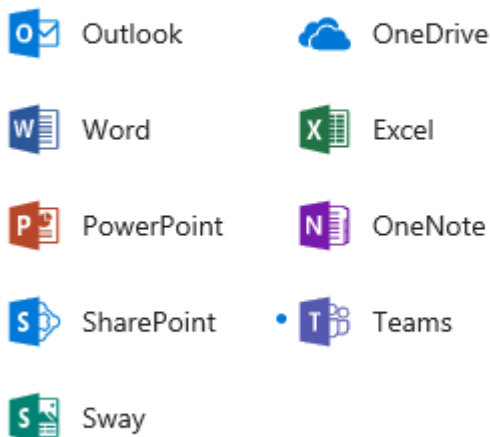 Outlook OneDrive
Word Excel
PowerPoint OneNote
SharePoint Teams
Sway